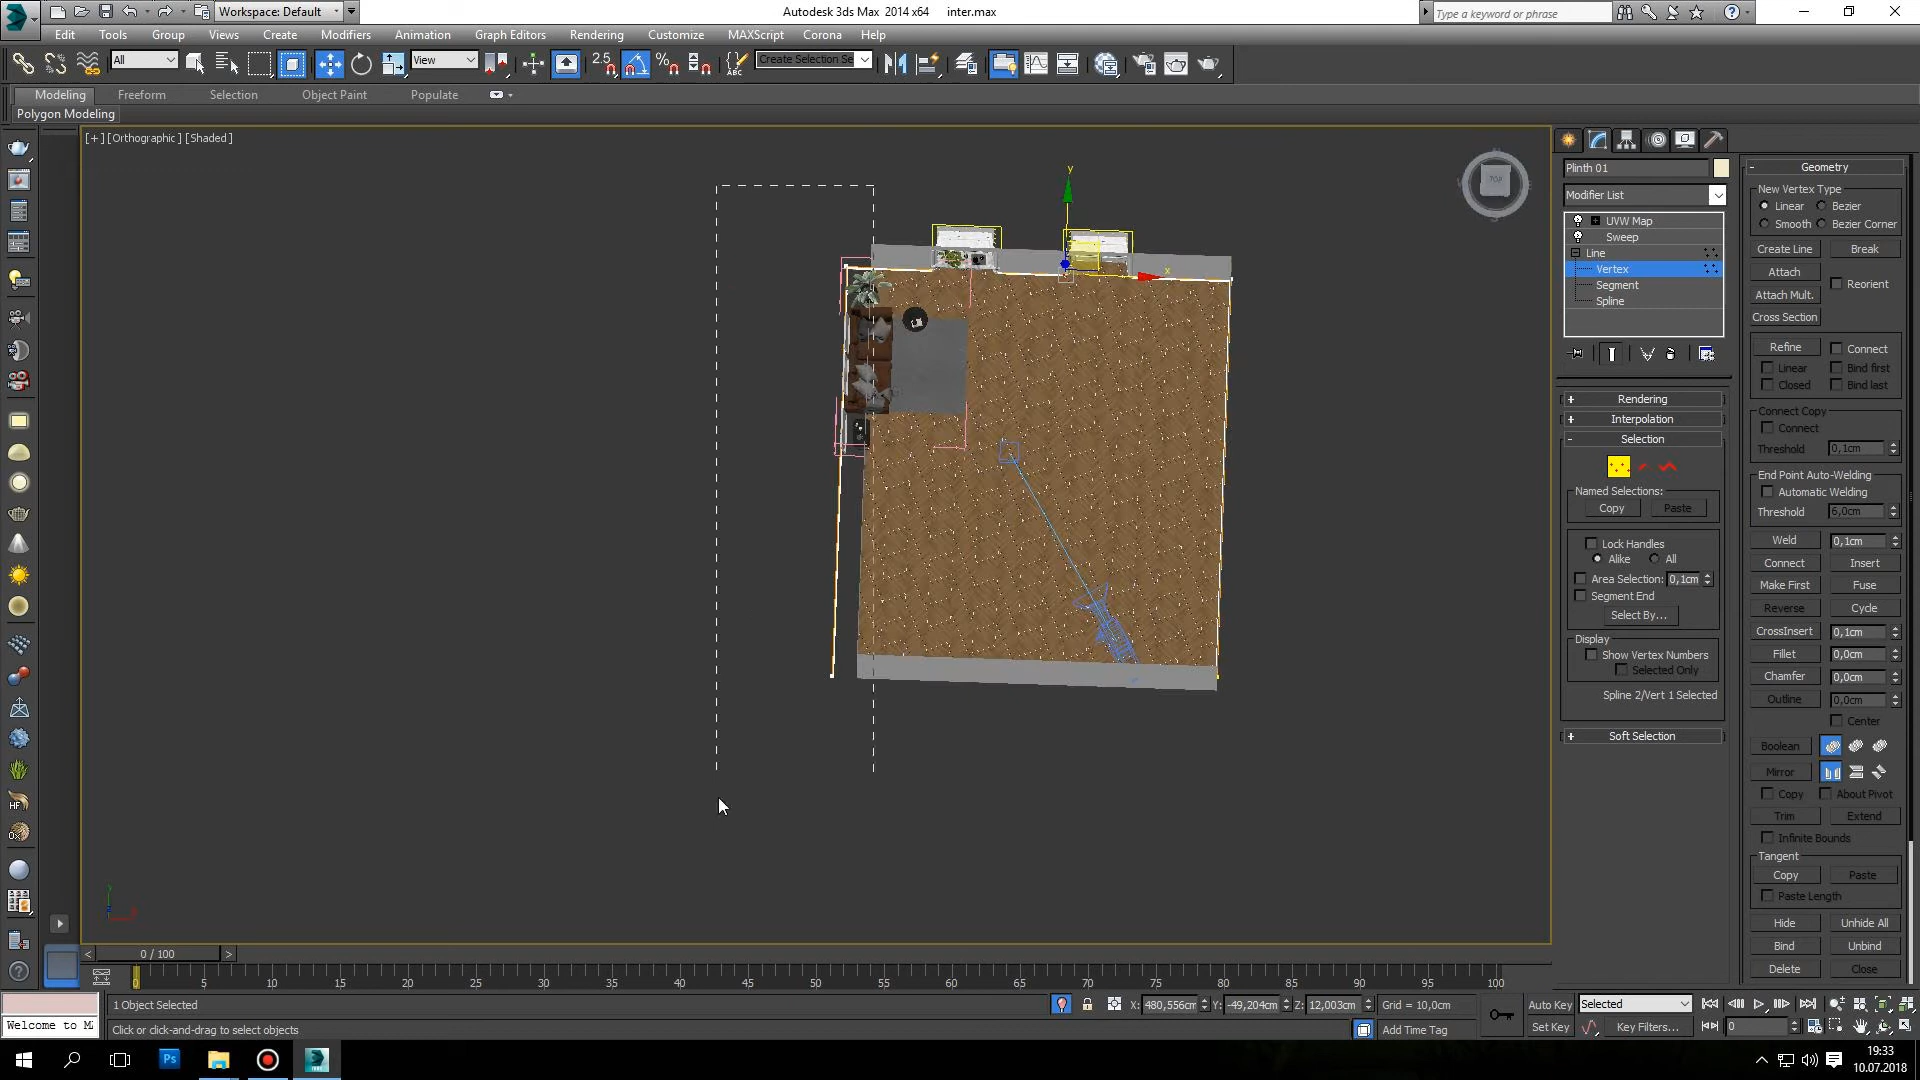 Workspace: Default
Autodesk 3ds Max 2014 x64 inter.max
Type a keyword or phrase
Edit Tools Group Views Create Modifiers Animation Graph Editors Rendering Customize MAXScript Corona Help
All
View
2.5
ABC
Create Selection Se
Modeling Freeform Selection Object Paint Populate
Polygon Modeling
[+][Orthographic][Shaded]
TOP
y
x
Plinth 01
Modifier List
UVW Map
Sweep
Line
Vertex
Segment
Spline
+ Rendering
+ Interpolation
- Selection
Named Selections:
Copy Paste
Lock Handles
Alike All
Area Selection: 0,1cm
Segment End
Select By...
Display
Show Vertex Numbers
Selected Only
Spline 2/Vert 1 Selected
+ Soft Selection
- Geometry
New Vertex Type
Linear Bezier
Smooth Bezier Corner
Create Line Break
Attach
Reorient
Attach Mult.
Cross Section
Refine Connect
Linear Bind first
Closed Bind last
Connect Copy
Connect
Threshold 0,1cm
End Point Auto-Welding
Automatic Welding
Threshold 6,0cm
Weld 0,1cm
Connect Insert
Make First Fuse
Reverse Cycle
CrossInsert 0,1cm
Fillet 0,0cm
Chamfer 0,0cm
Outline 0,0cm
Center
Boolean
Mirror
Copy About Pivot
Trim Extend
Infinite Bounds
Tangent
Copy Paste
Paste Length
Hide Unhide All
Bind Unbind
Delete Close
HF
< 0 / 100 >
0 5 10 15 20 25 30 35 40 45 50 55 60 65 70 75 80 85 90 95 100
1 Object Selected
X: 480,556cm Y: -49,204cm Z: 12,003cm Grid = 10,0cm
Auto Key Selected
Welcome to M
Click or click-and-drag to select objects
Add Time Tag
Set Key Key Filters... 0
Ps
19:33
10.07.2018